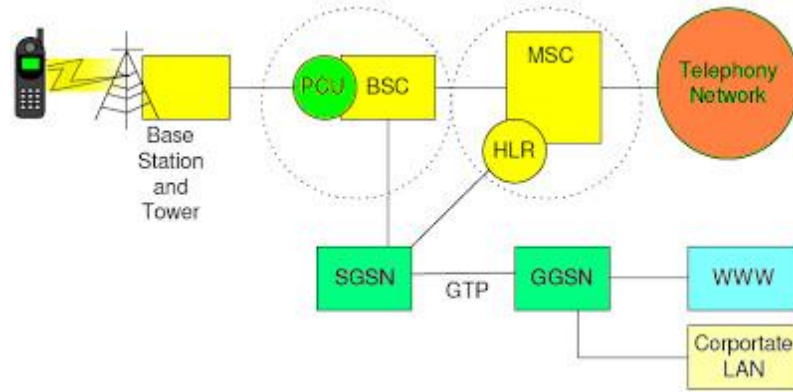 PCU
BSC
MSC
Telephony
Network
HLR
Base
Station
and
Tower
SGSN
GTP
GGSN
WWW
Corportate
LAN